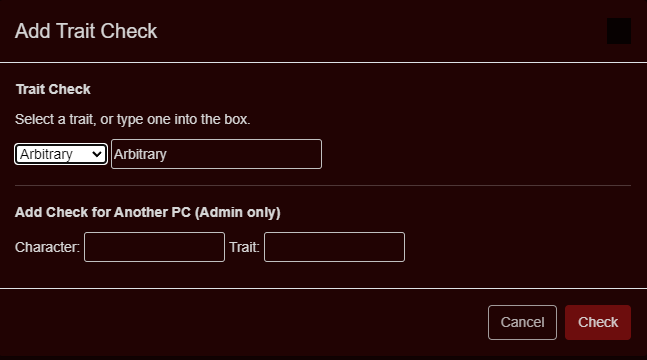 Add Trait Check
Trait Check
Select a trait, or type one into the box.
Arbitrary Arbitrary
Add Check for Another PC (Admin only)
Character: Trait:
Cancel Check